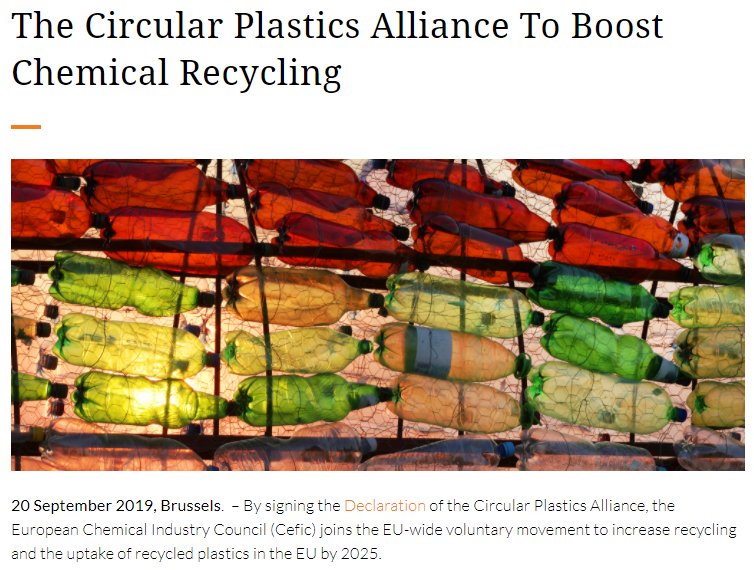 The Circular Plastics Alliance To Boost
Chemical Recycling
20 September 2019, Brussels.  – By signing the Declaration of the Circular Plastics Alliance, the
European Chemical Industry Council (Cefic) joins the EU-wide voluntary movement to increase recycling
and the uptake of recycled plastics in the EU by 2025.